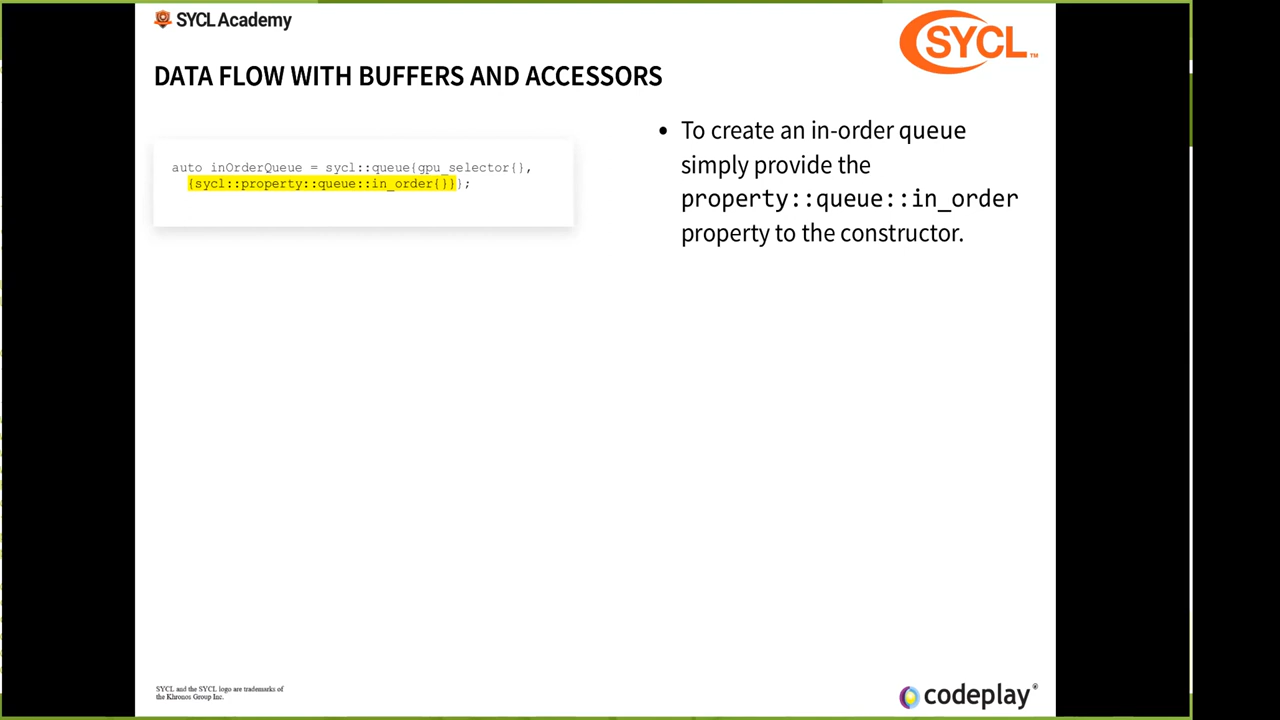 SYCL Academy
SYCL™
DATA FLOW WITH BUFFERS AND ACCESSORS
auto inOrderQueue = sycl::queue{gpu_selector{},
{sycl::property::queue::in_order{}}};
• To create an in-order queue
simply provide the
property::queue::in_order
property to the constructor.
SYCL and the SYCL logo are trademarks of
the Khronos Group Inc.
codeplay®